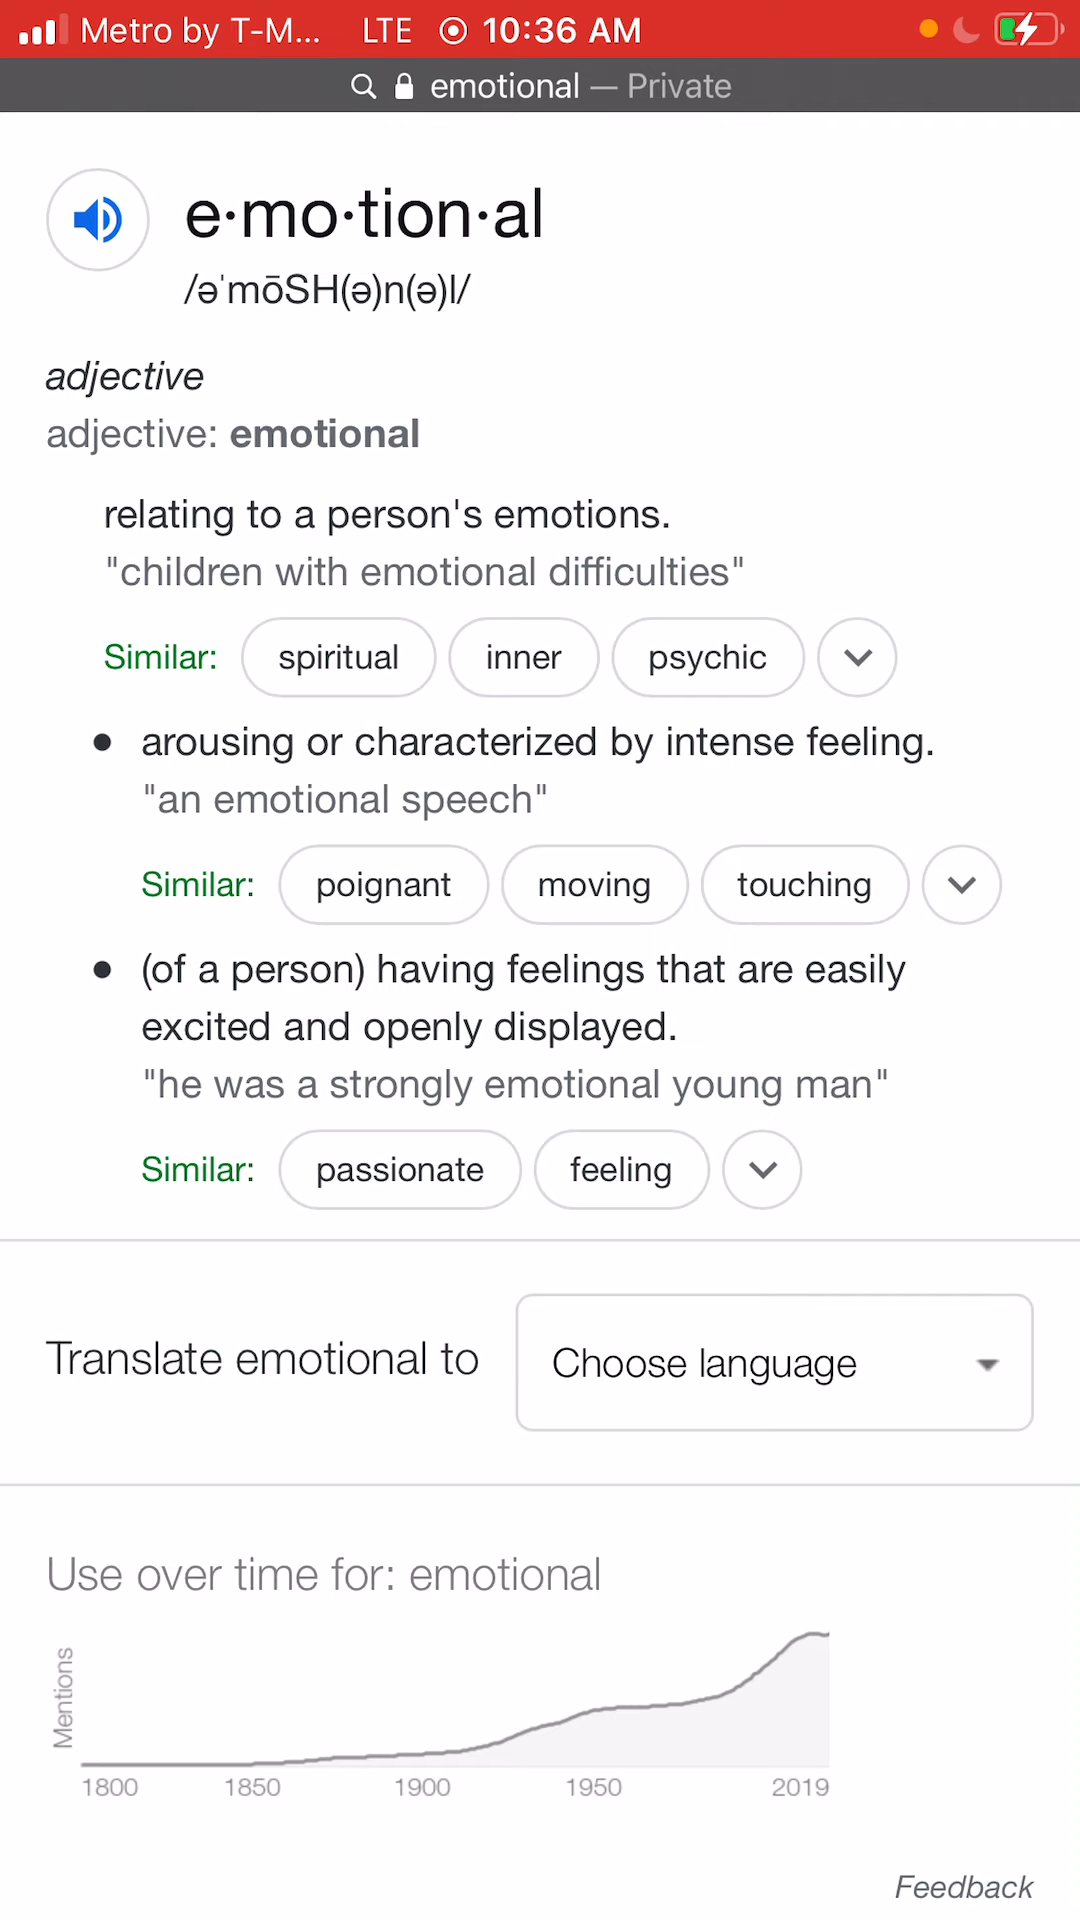 Metro by T-M... LTE 10:36 AM
emotional — Private
e·mo·tion·al
/əˈmōSH(ə)n(ə)l/
adjective
adjective: emotional
relating to a person's emotions.
"children with emotional difficulties"
Similar: spiritual inner psychic
• arousing or characterized by intense feeling.
"an emotional speech"
Similar: poignant moving touching
• (of a person) having feelings that are easily
excited and openly displayed.
"he was a strongly emotional young man"
Similar: passionate feeling
Translate emotional to Choose language
Use over time for: emotional
Mentions
1800 1850 1900 1950 2019
Feedback